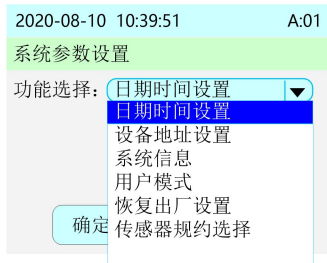 2020-08-10 10:39:51 A:01
系统参数设置
功能选择：日期时间设置
日期时间设置
设备地址设置
系统信息
用户模式
恢复出厂设置
传感器规约选择
确定